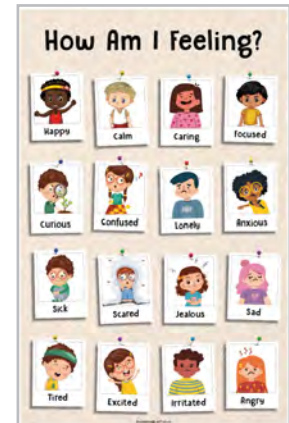 How Am I Feeling?
Happy Calm Caring Focused
Curious Confused Lonely Anxious
Sick Scared Jealous Sad
Tired Excited Irritated Angry